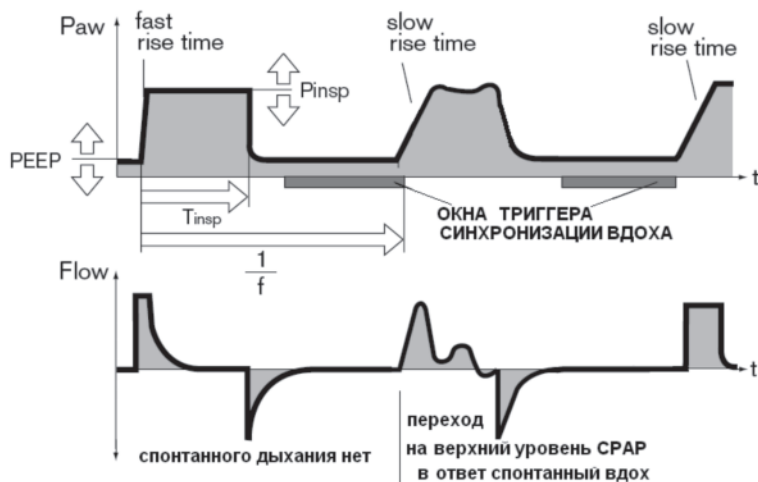 Paw
fast
rise time
slow
rise time
slow
rise time
Pinsp
PEEP
t
Tinsp
ОКНА ТРИГГЕРА
СИНХРОНИЗАЦИИ ВДОХА
1
f
Flow
t
спонтанного дыхания нет
переход
на верхний уровень CPAP
в ответ спонтанный вдох